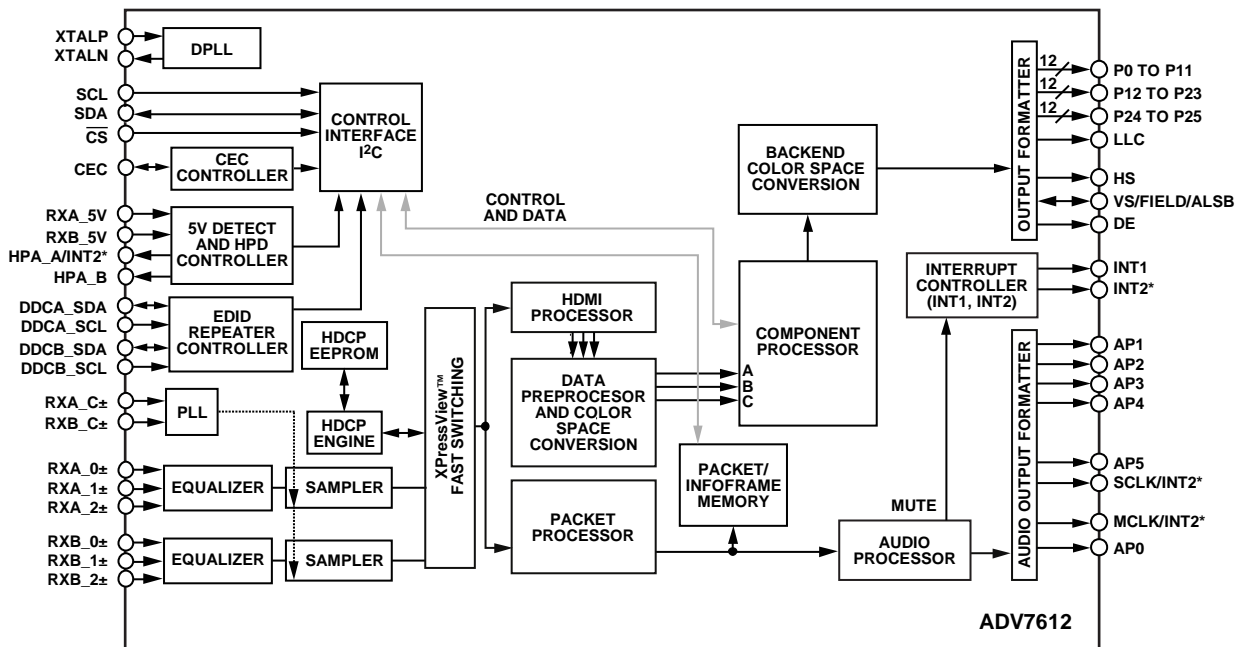 XTALP
XTALN
DPLL
SCL
SDA
CS
CEC
CEC
CONTROLLER
CONTROL
INTERFACE
I2C
RXA_5V
RXB_5V
HPA_A/INT2*
HPA_B
5V DETECT
AND HPD
CONTROLLER
DDCA_SDA
DDCA_SCL
DDCB_SDA
DDCB_SCL
EDID
REPEATER
CONTROLLER
HDCP
EEPROM
HDCP
ENGINE
RXA_C±
RXB_C±
PLL
RXA_0±
RXA_1±
RXA_2±
EQUALIZER
SAMPLER
RXB_0±
RXB_1±
RXB_2±
EQUALIZER
SAMPLER
XPressView™
FAST SWITCHING
CONTROL
AND DATA
HDMI
PROCESSOR
DATA
PREPROCESOR
AND COLOR
SPACE
CONVERSION
A
B
C
PACKET
PROCESSOR
PACKET/
INFOFRAME
MEMORY
BACKEND
COLOR SPACE
CONVERSION
COMPONENT
PROCESSOR
INTERRUPT
CONTROLLER
(INT1, INT2)
MUTE
AUDIO
PROCESSOR
OUTPUT FORMATTER
12
P0 TO P11
12
P12 TO P23
12
P24 TO P25
LLC
HS
VS/FIELD/ALSB
DE
INT1
INT2*
AUDIO OUTPUT FORMATTER
AP1
AP2
AP3
AP4
AP5
SCLK/INT2*
MCLK/INT2*
AP0
ADV7612